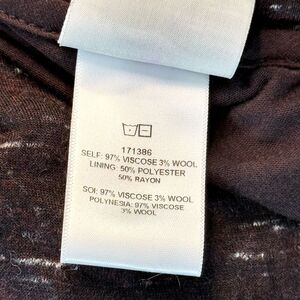 171386
SELF: 97% VISCOSE 3% WOOL
LINING: 50% POLYESTER
50% RAYON
SOI: 97% VISCOSE 3% WOOL
POLYNESIA: 97% VISCOSE
3% WOOL